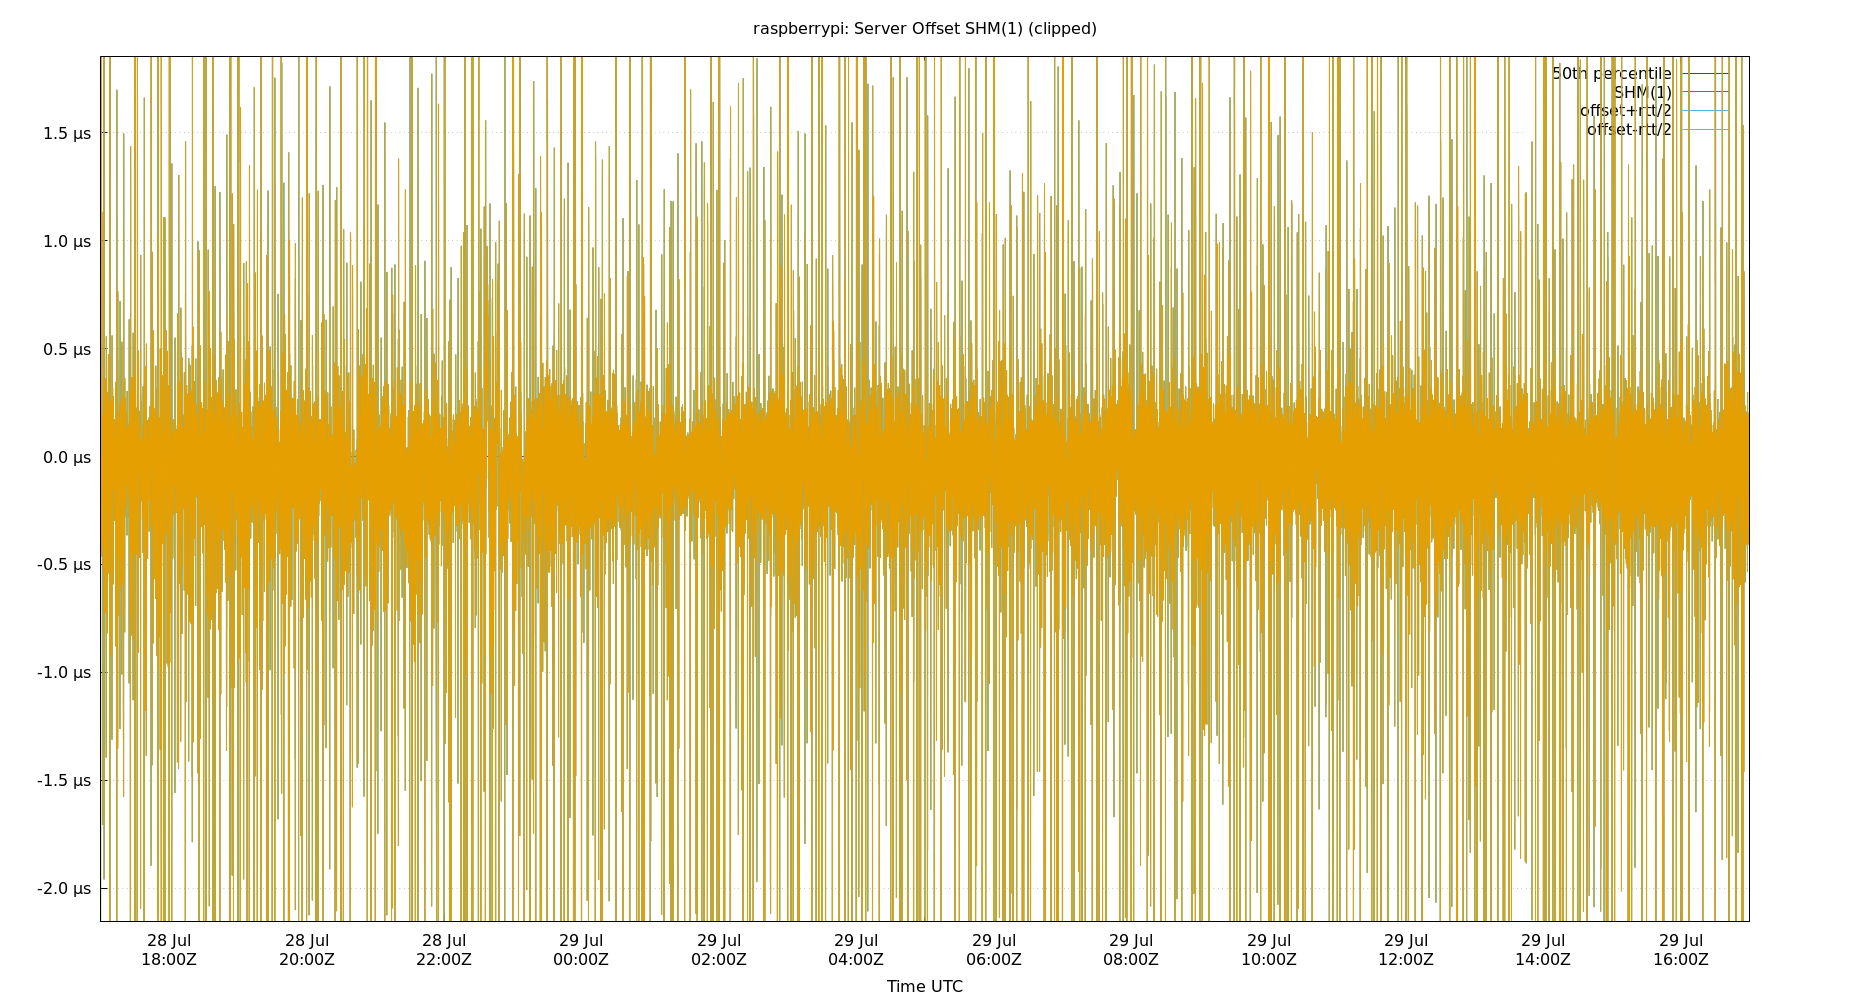 raspberrypi: Server Offset SHM(1) (clipped)
50th percentile
SHM(1)
offset+rtt/2
offset-rtt/2
1.5 µs
1.0 µs
0.5 µs
0.0 µs
-0.5 µs
-1.0 µs
-1.5 µs
-2.0 µs
28 Jul 28 Jul 28 Jul 29 Jul 29 Jul 29 Jul 29 Jul 29 Jul 29 Jul 29 Jul 29 Jul 29 Jul
18:00Z 20:00Z 22:00Z 00:00Z 02:00Z 04:00Z 06:00Z 08:00Z 10:00Z 12:00Z 14:00Z 16:00Z
Time UTC